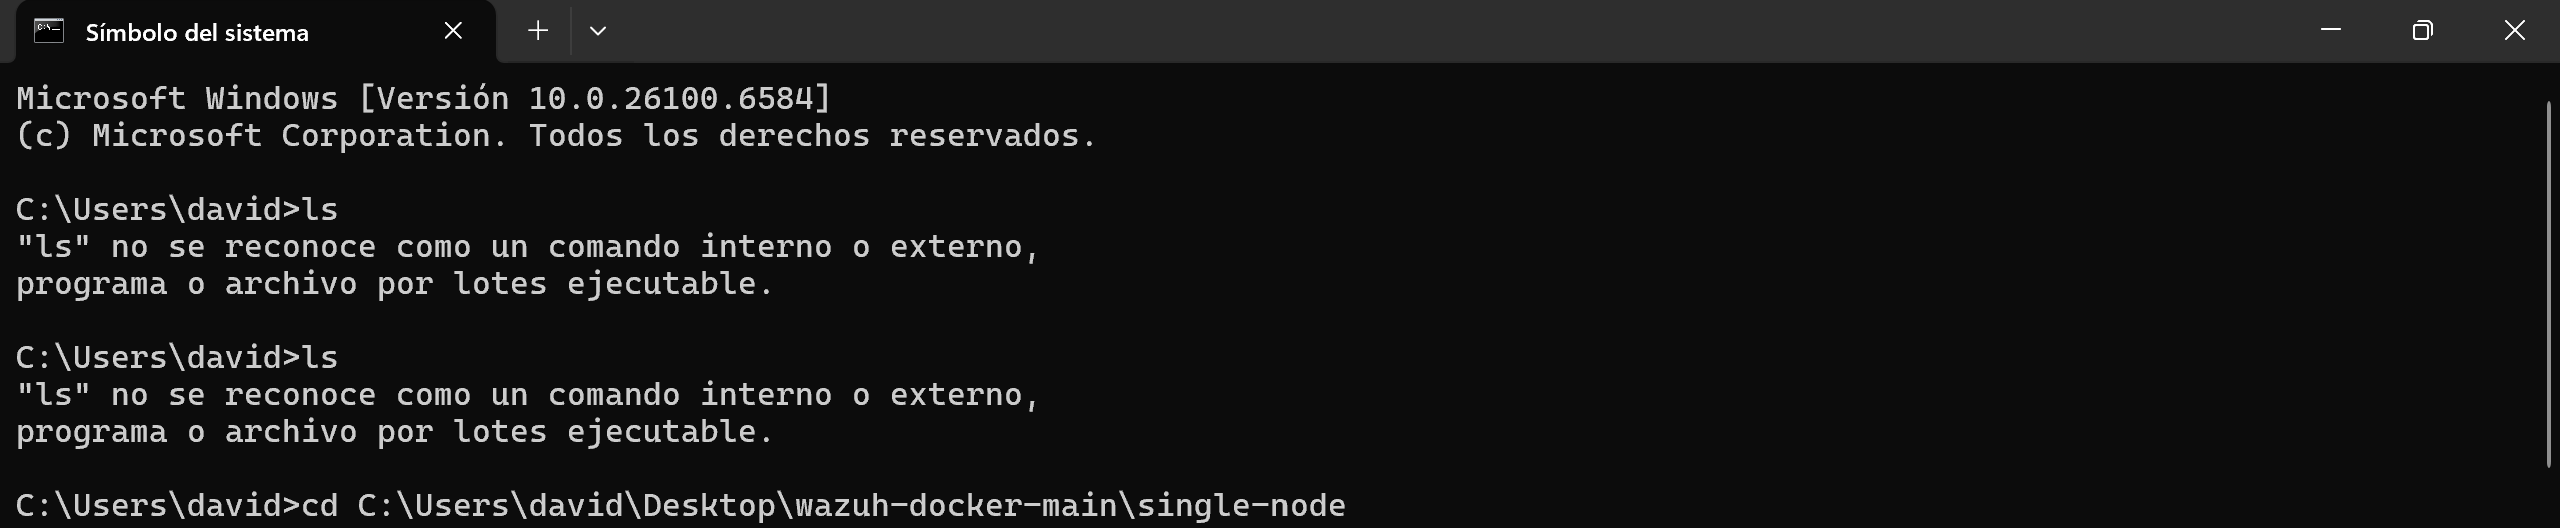 Símbolo del sistema
Microsoft Windows [Versión 10.0.26100.6584]
(c) Microsoft Corporation. Todos los derechos reservados.
C:\Users\david>ls
"ls" no se reconoce como un comando interno o externo,
programa o archivo por lotes ejecutable.
C:\Users\david>ls
"ls" no se reconoce como un comando interno o externo,
programa o archivo por lotes ejecutable.
C:\Users\david>cd C:\Users\david\Desktop\wazuh-docker-main\single-node